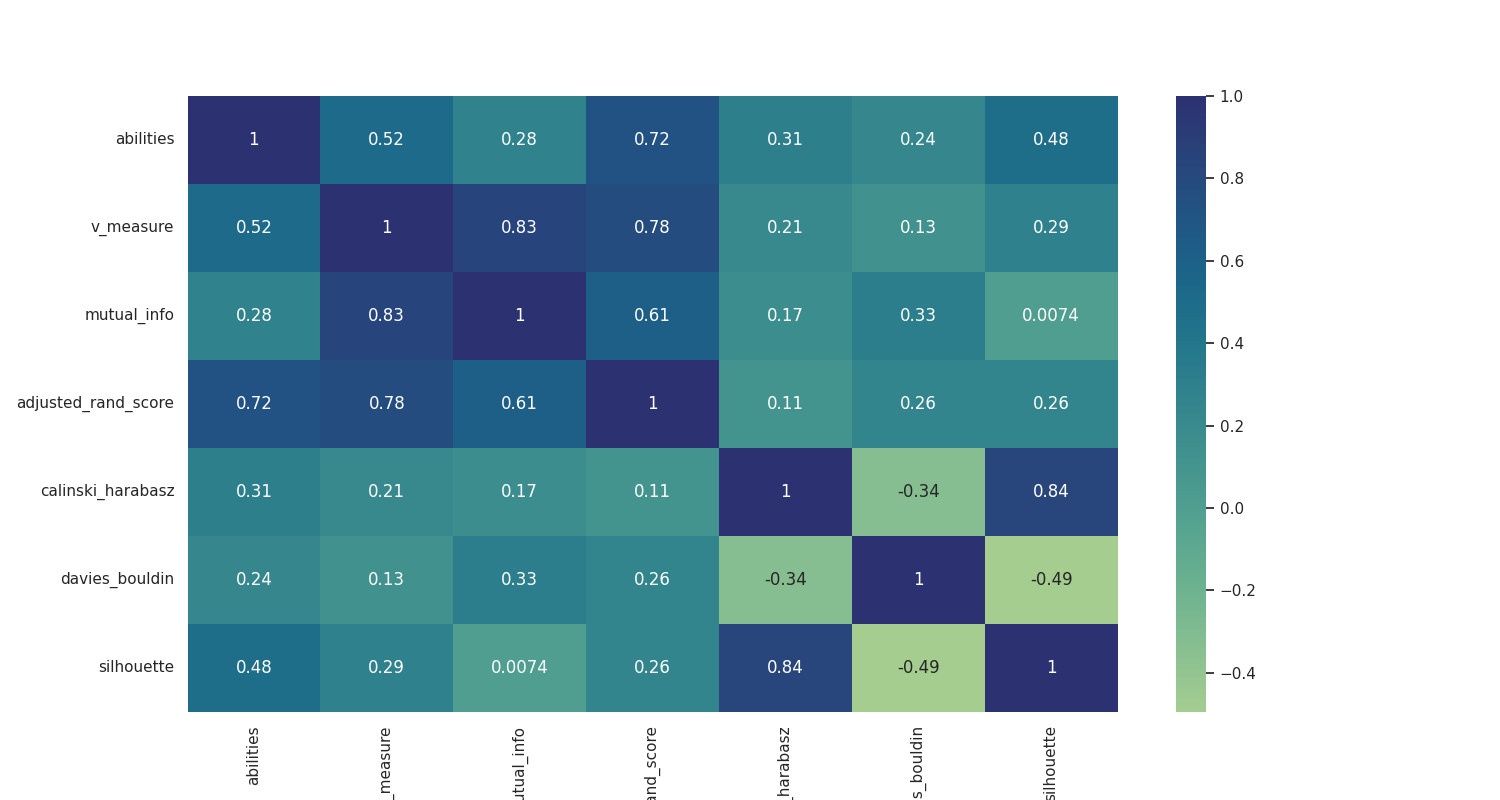 abilities 1 0.52 0.28 0.72 0.31 0.24 0.48
v_measure 0.52 1 0.83 0.78 0.21 0.13 0.29
mutual_info 0.28 0.83 1 0.61 0.17 0.33 0.0074
adjusted_rand_score 0.72 0.78 0.61 1 0.11 0.26 0.26
calinski_harabasz 0.31 0.21 0.17 0.11 1 -0.34 0.84
davies_bouldin 0.24 0.13 0.33 0.26 -0.34 1 -0.49
silhouette 0.48 0.29 0.0074 0.26 0.84 -0.49 1
abilities
_measure
utual_info
and_score
_harabasz
s_bouldin
silhouette
1.0
0.8
0.6
0.4
0.2
0.0
−0.2
−0.4